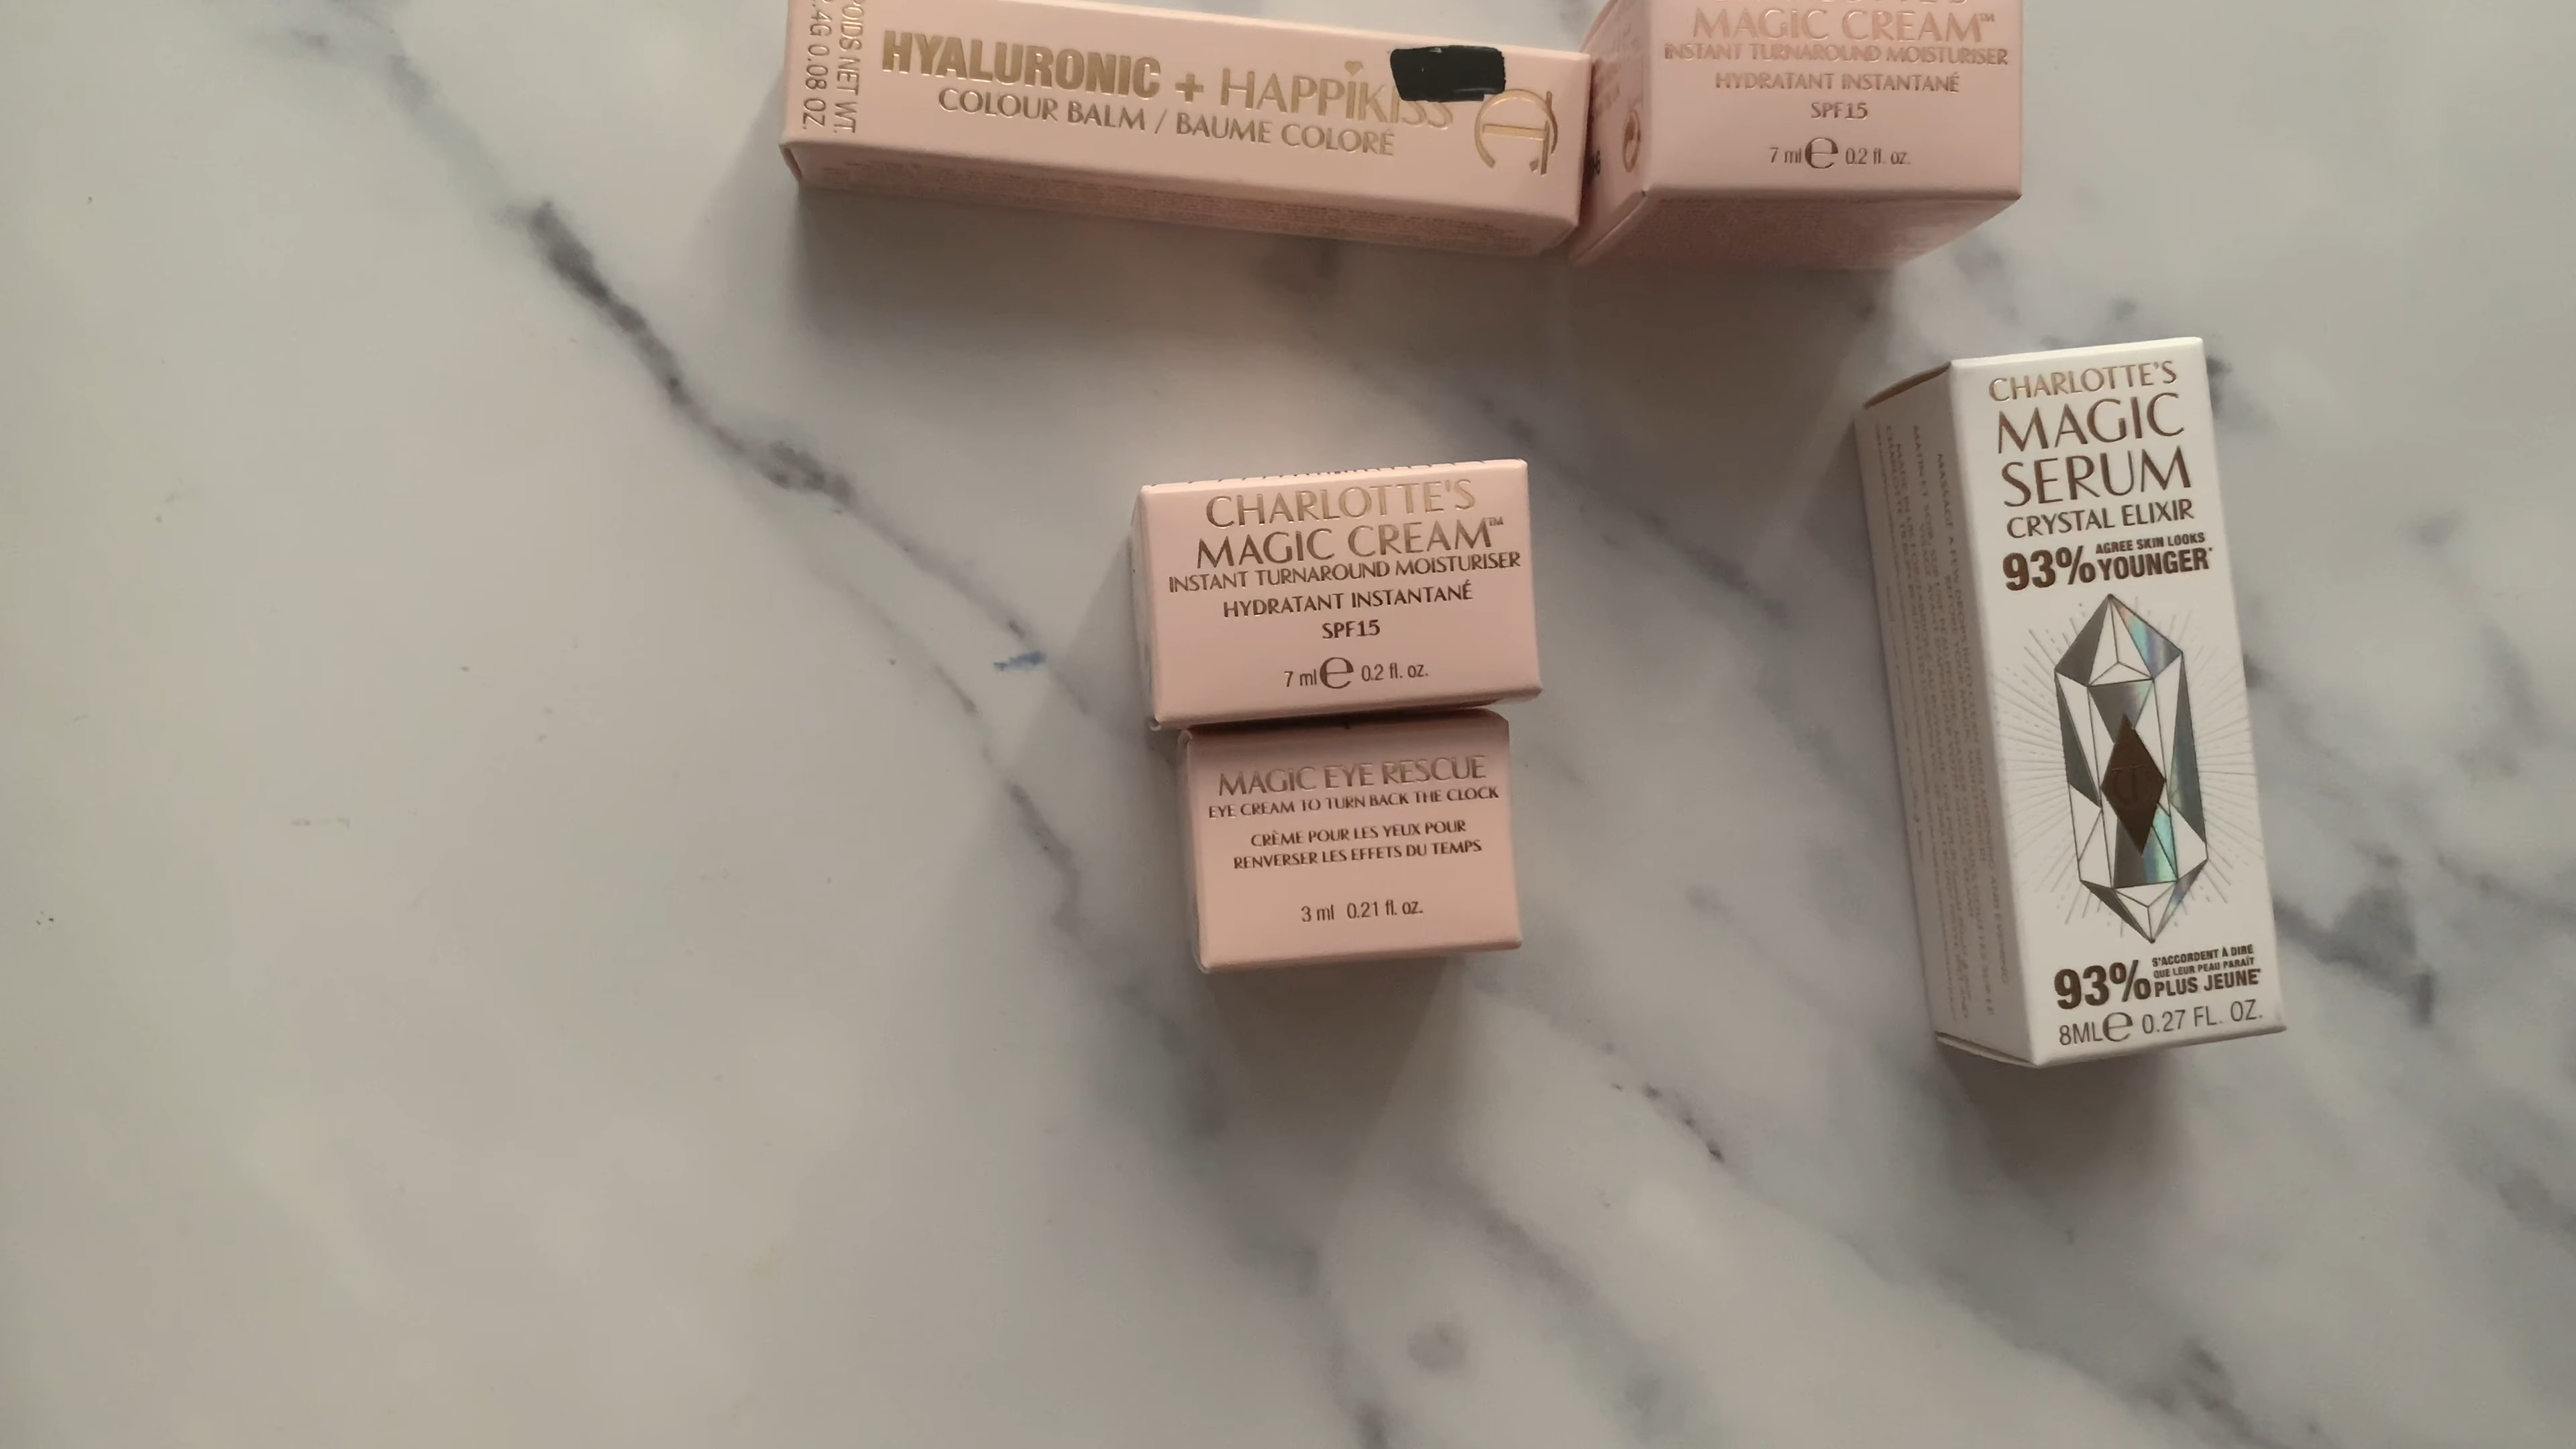 POIDS NET WT.
.4G 0.08 OZ.
HYALURONIC + HAPPIKISS
COLOUR BALM / BAUME COLORÉ
MAGIC CREAM™
INSTANT TURNAROUND MOISTURISER
HYDRATANT INSTANTANÉ
SPF15
7 ml e 0.2 fl. oz.
CHARLOTTE'S
MAGIC CREAM™
INSTANT TURNAROUND MOISTURISER
HYDRATANT INSTANTANÉ
SPF15
7 ml e 0.2 fl. oz.
MAGIC EYE RESCUE
EYE CREAM TO TURN BACK THE CLOCK
CRÈME POUR LES YEUX POUR
RENVERSER LES EFFETS DU TEMPS
3 ml 0.21 fl. oz.
CHARLOTTE'S
MAGIC
SERUM
CRYSTAL ELIXIR
93% AGREE SKIN LOOKS
YOUNGER*
93% S'ACCORDENT À DIRE
QUE LEUR PEAU PARAÎT
PLUS JEUNE*
8ML e 0.27 FL. OZ.